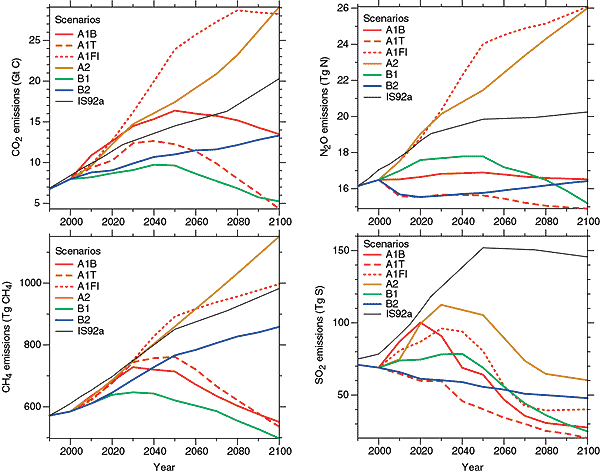 CO2 emissions (Gt C)
25
20
15
10
5
Scenarios
A1B
A1T
A1FI
A2
B1
B2
IS92a
2000 2020 2040 2060 2080 2100
N2O emissions (Tg N)
26
24
22
20
18
16
Scenarios
A1B
A1T
A1FI
A2
B1
B2
IS92a
2000 2020 2040 2060 2080 2100
CH4 emissions (Tg CH4)
1000
800
600
Scenarios
A1B
A1T
A1FI
A2
B1
B2
IS92a
2000 2020 2040 2060 2080 2100
Year
SO2 emissions (Tg S)
150
100
50
Scenarios
A1B
A1T
A1FI
A2
B1
B2
IS92a
2000 2020 2040 2060 2080 2100
Year